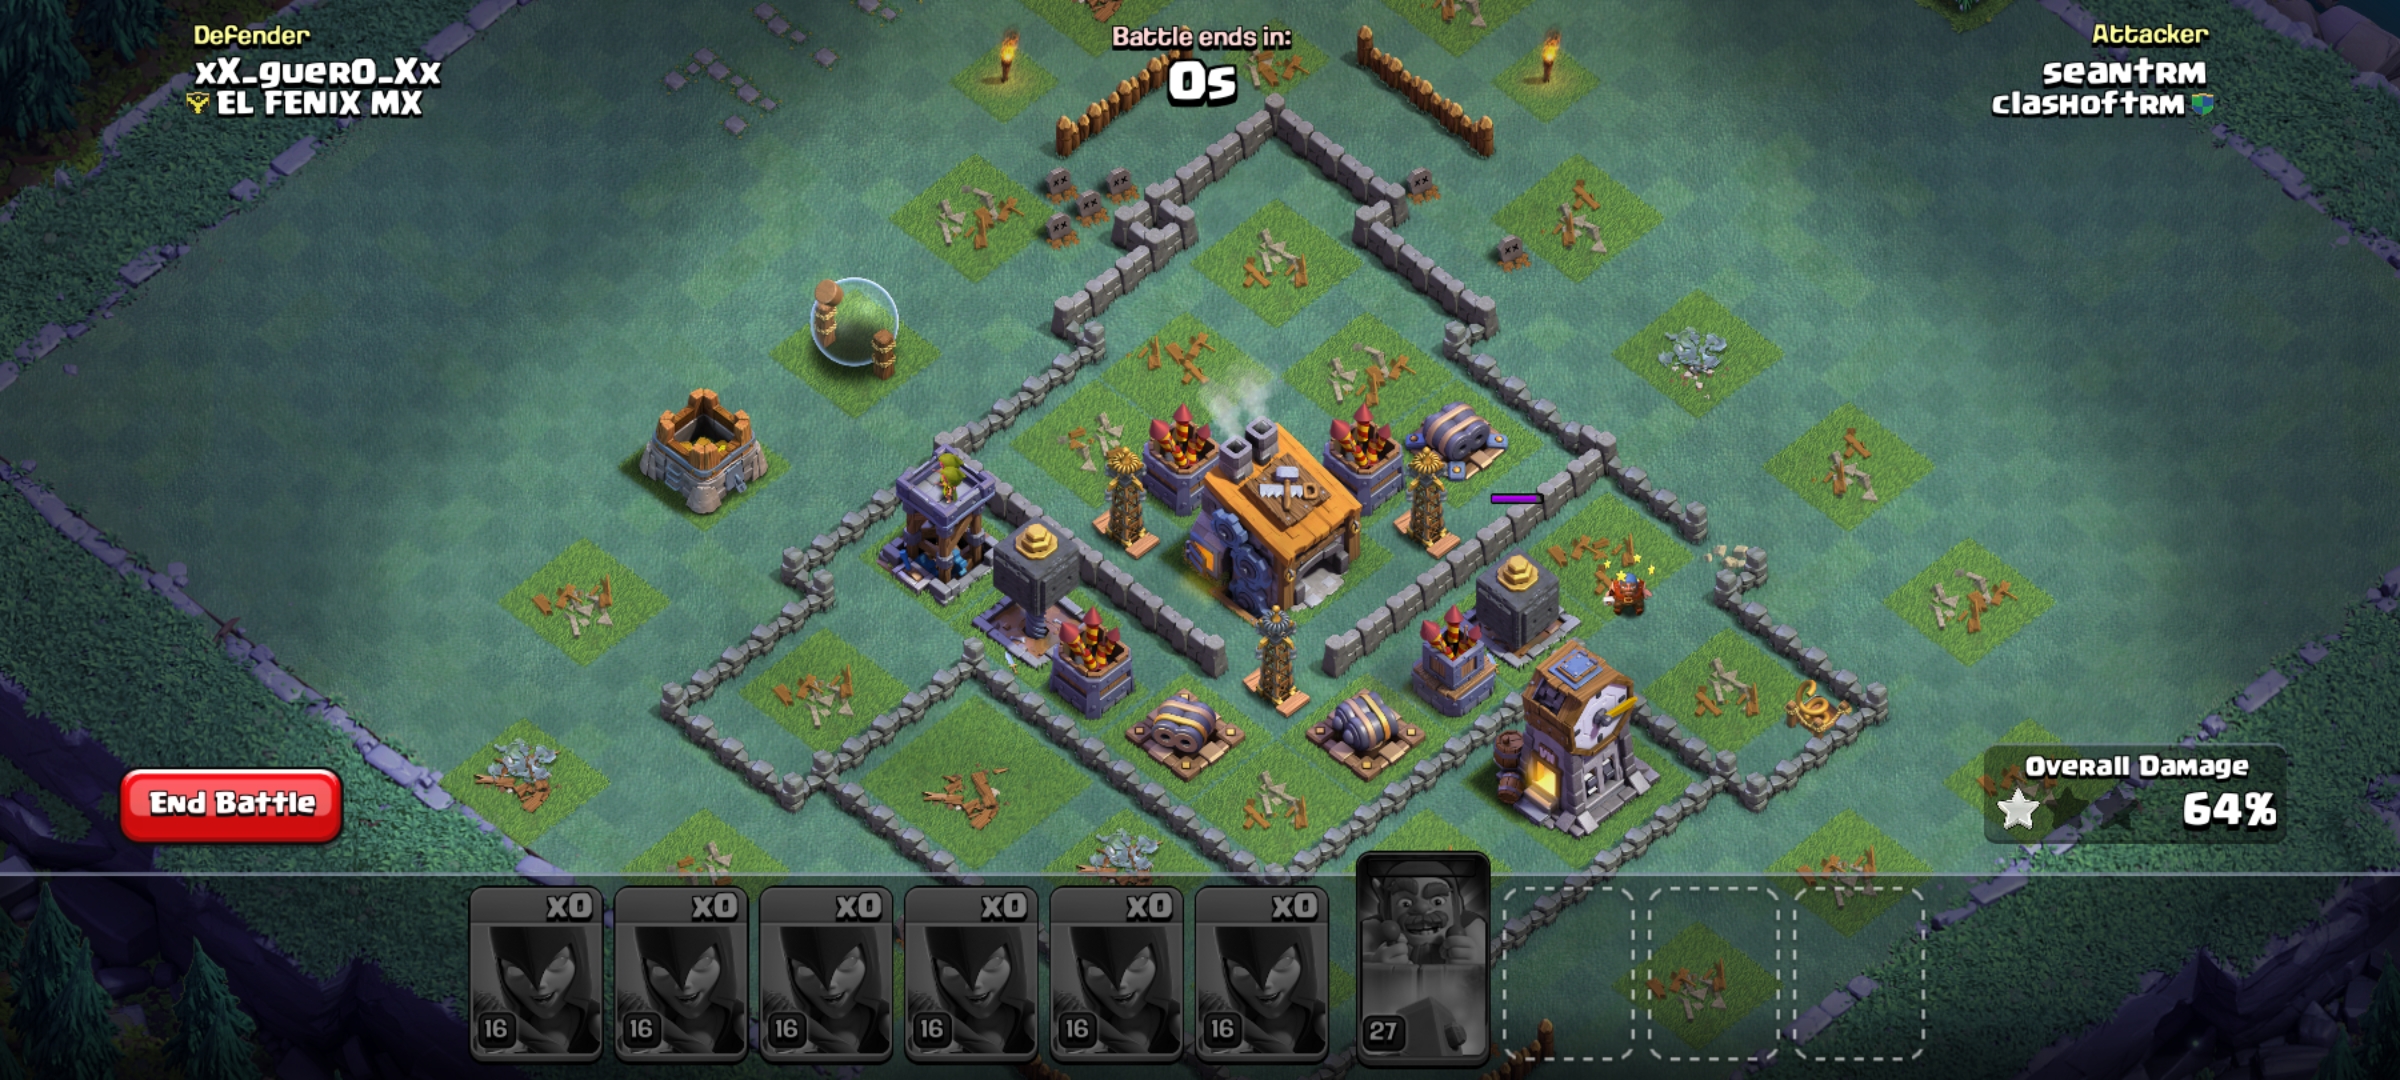 Defender
xX_guerO_Xx
EL FENIX MX
Battle ends in:
0s
Attacker
seantRM
clashoftRM
End Battle
Overall Damage
64%
x0 x0 x0 x0 x0 x0
16 16 16 16 16 16 27